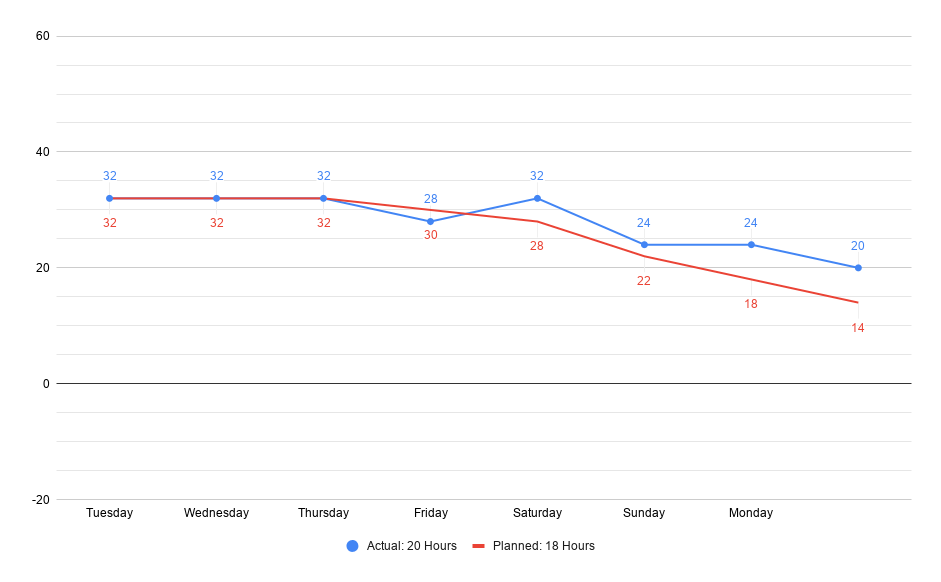 60
40
20
0
-20
32 32 32 28 32 24 24 20
32 32 32 30 28 22 18 14
Tuesday Wednesday Thursday Friday Saturday Sunday Monday
Actual: 20 Hours Planned: 18 Hours